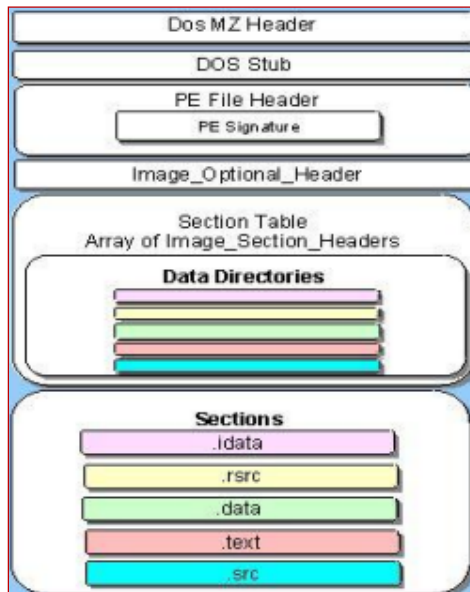 Dos MZ Header
DOS Stub
PE File Header
PE Signature
Image_Optional_Header
Section Table
Array of Image_Section_Headers
Data Directories
Sections
.idata
.rsrc
.data
.text
.src